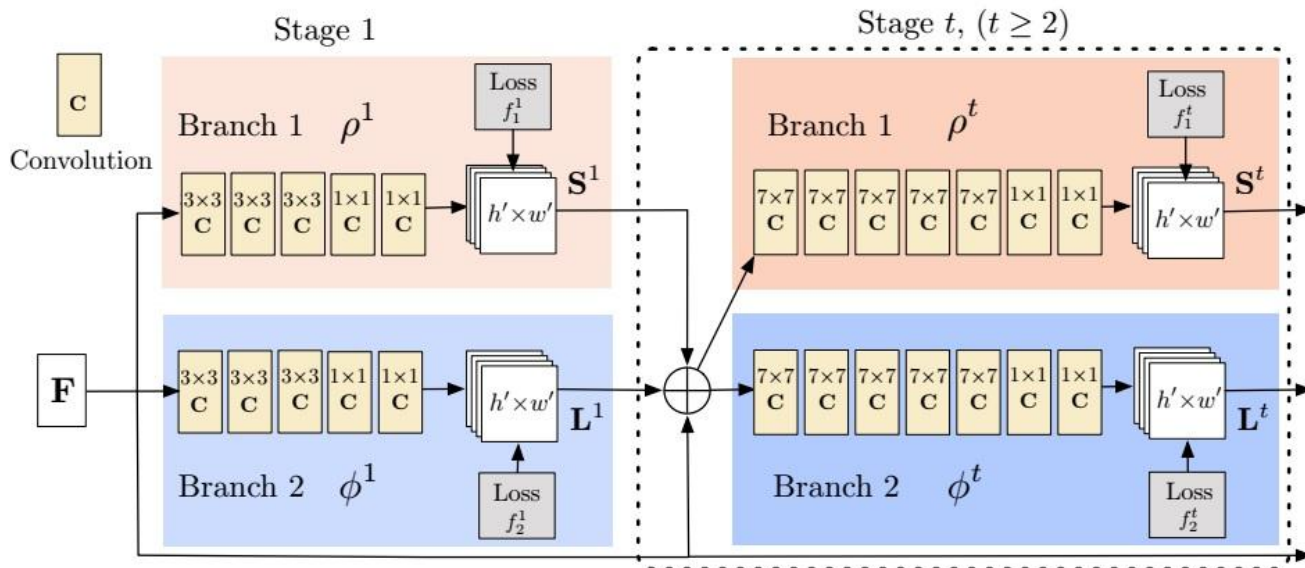 Stage 1
Stage t, (t ≥ 2)
C
Convolution
Branch 1 ρ¹
Loss
f₁¹
3×3 3×3 3×3 1×1 1×1
C C C C C
h′×w′
S¹
Branch 1 ρᵗ
Loss
f₁ᵗ
7×7 7×7 7×7 7×7 7×7 1×1 1×1
C C C C C C C
h′×w′
Sᵗ
F
3×3 3×3 3×3 1×1 1×1
C C C C C
h′×w′
L¹
Branch 2 ϕ¹
Loss
f₂¹
7×7 7×7 7×7 7×7 7×7 1×1 1×1
C C C C C C C
h′×w′
Lᵗ
Branch 2 ϕᵗ
Loss
f₂ᵗ